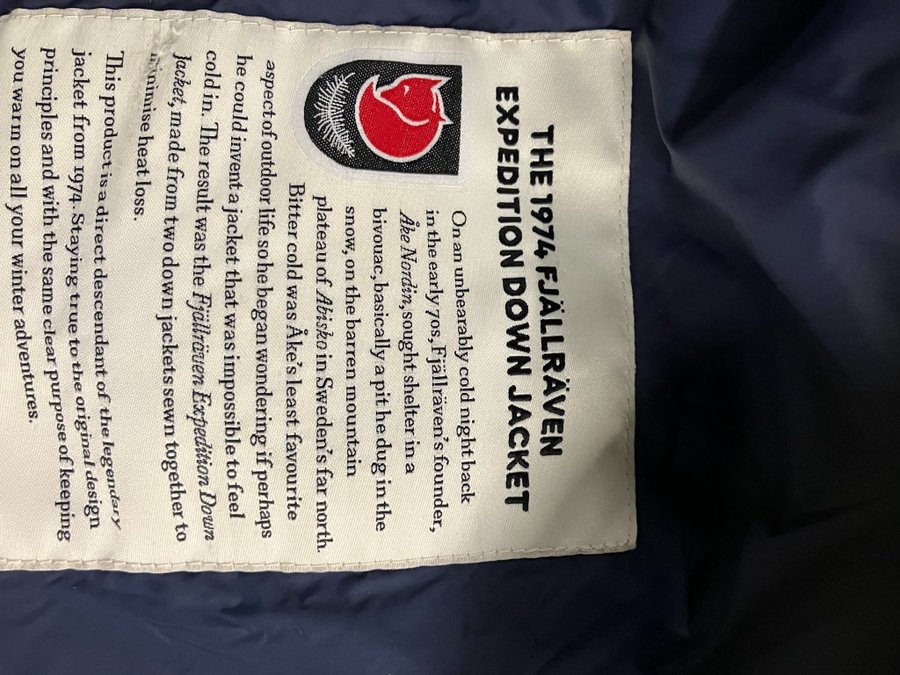 THE 1974 FJÄLLRÄVEN
EXPEDITION DOWN JACKET
On an unbearably cold night back
in the early 70s, Fjällräven's founder,
Åke Nordin, sought shelter in a
bivouac, basically a pit he dug in the
snow, on the barren mountain
plateau of Abisko in Sweden's far north.
Bitter cold was Åke's least favourite
aspect of outdoor life so he began wondering if perhaps
he could invent a jacket that was impossible to feel
cold in. The result was the Fjällräven Expedition Down
Jacket, made from two down jackets sewn together to
minimise heat loss.
This product is a direct descendant of the legendary
jacket from 1974. Staying true to the original design
principles and with the same clear purpose of keeping
you warm on all your winter adventures.